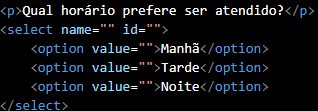 <p>Qual horário prefere ser atendido?</p>
<select name="" id="">
<option value="">Manhã</option>
<option value="">Tarde</option>
<option value="">Noite</option>
</select>